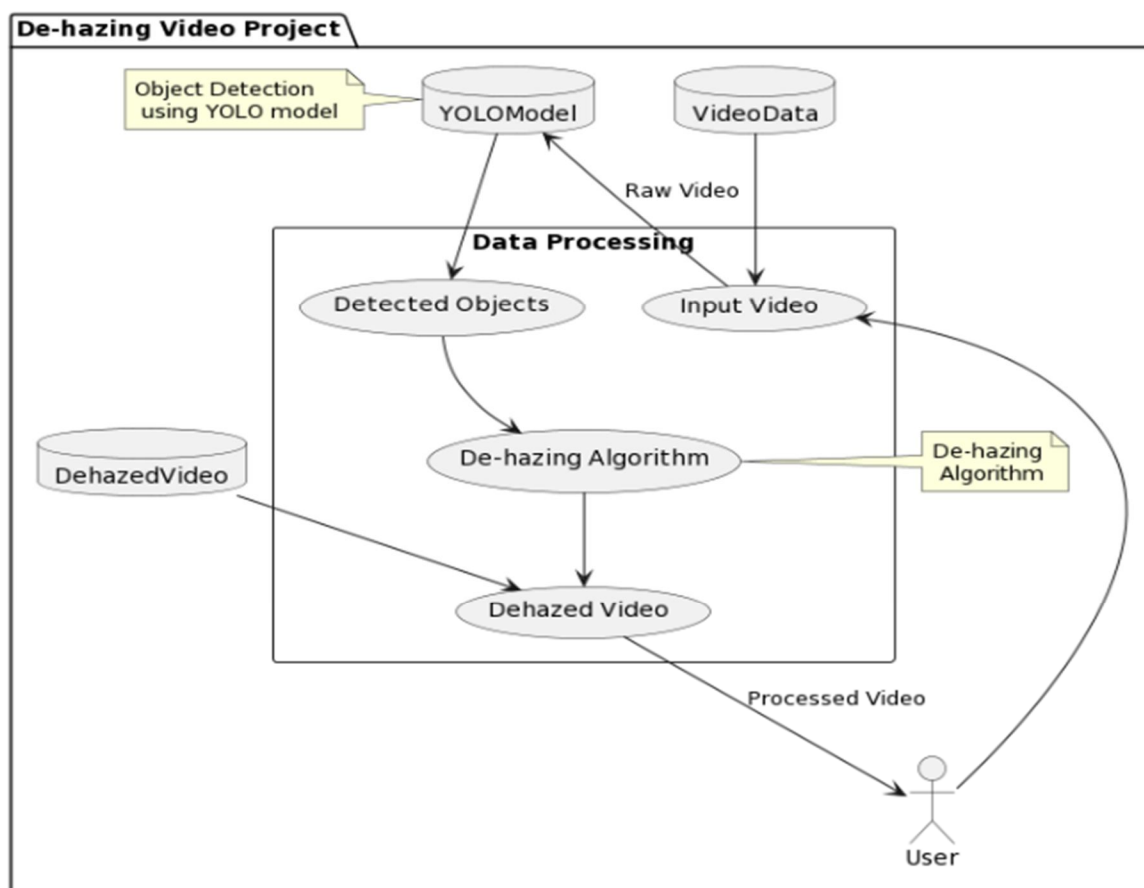 De-hazing Video Project
Object Detection
using YOLO model
YOLOModel
VideoData
Raw Video
Data Processing
Detected Objects
Input Video
DehazedVideo
De-hazing Algorithm
De-hazing
Algorithm
Dehazed Video
Processed Video
User